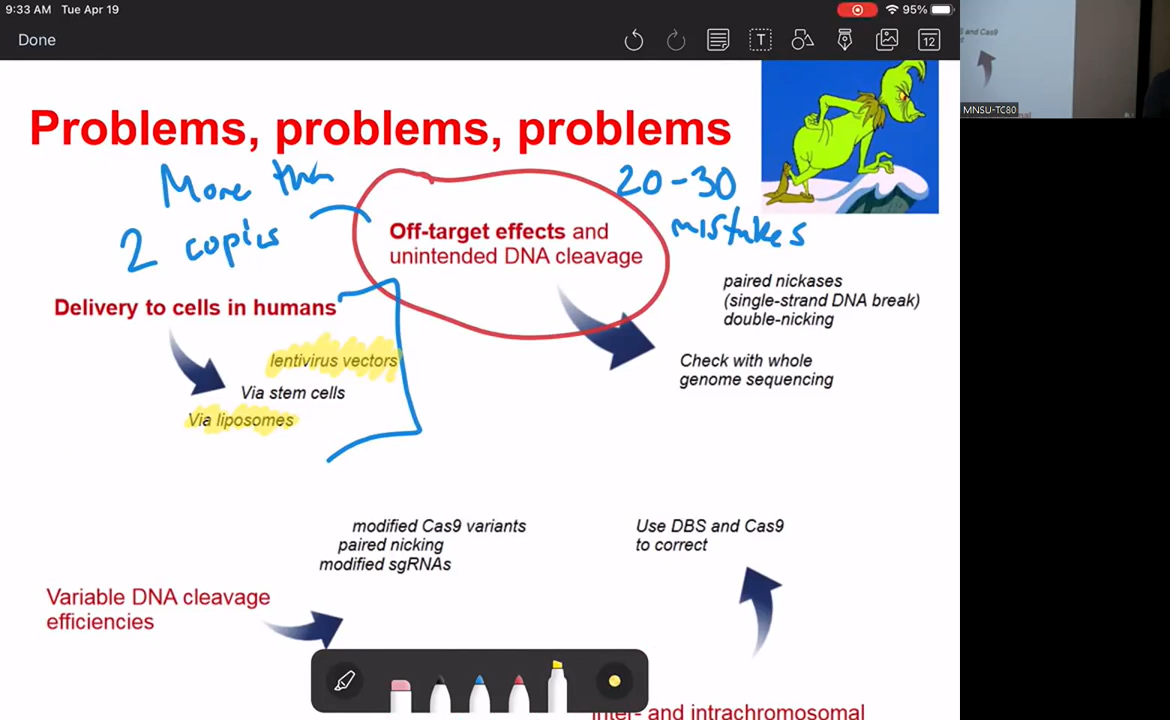 9:33 AM Tue Apr 19
95%
Done
12
Problems, problems, problems
More than
2 copies
20-30
mistakes
Off-target effects and
unintended DNA cleavage
Delivery to cells in humans
lentivirus vectors
Via stem cells
Via liposomes
paired nickases
(single-strand DNA break)
double-nicking
Check with whole
genome sequencing
modified Cas9 variants
paired nicking
modified sgRNAs
Use DBS and Cas9
to correct
Variable DNA cleavage
efficiencies
Inter- and intrachromosomal
S and Cas9
MNSU-TC80